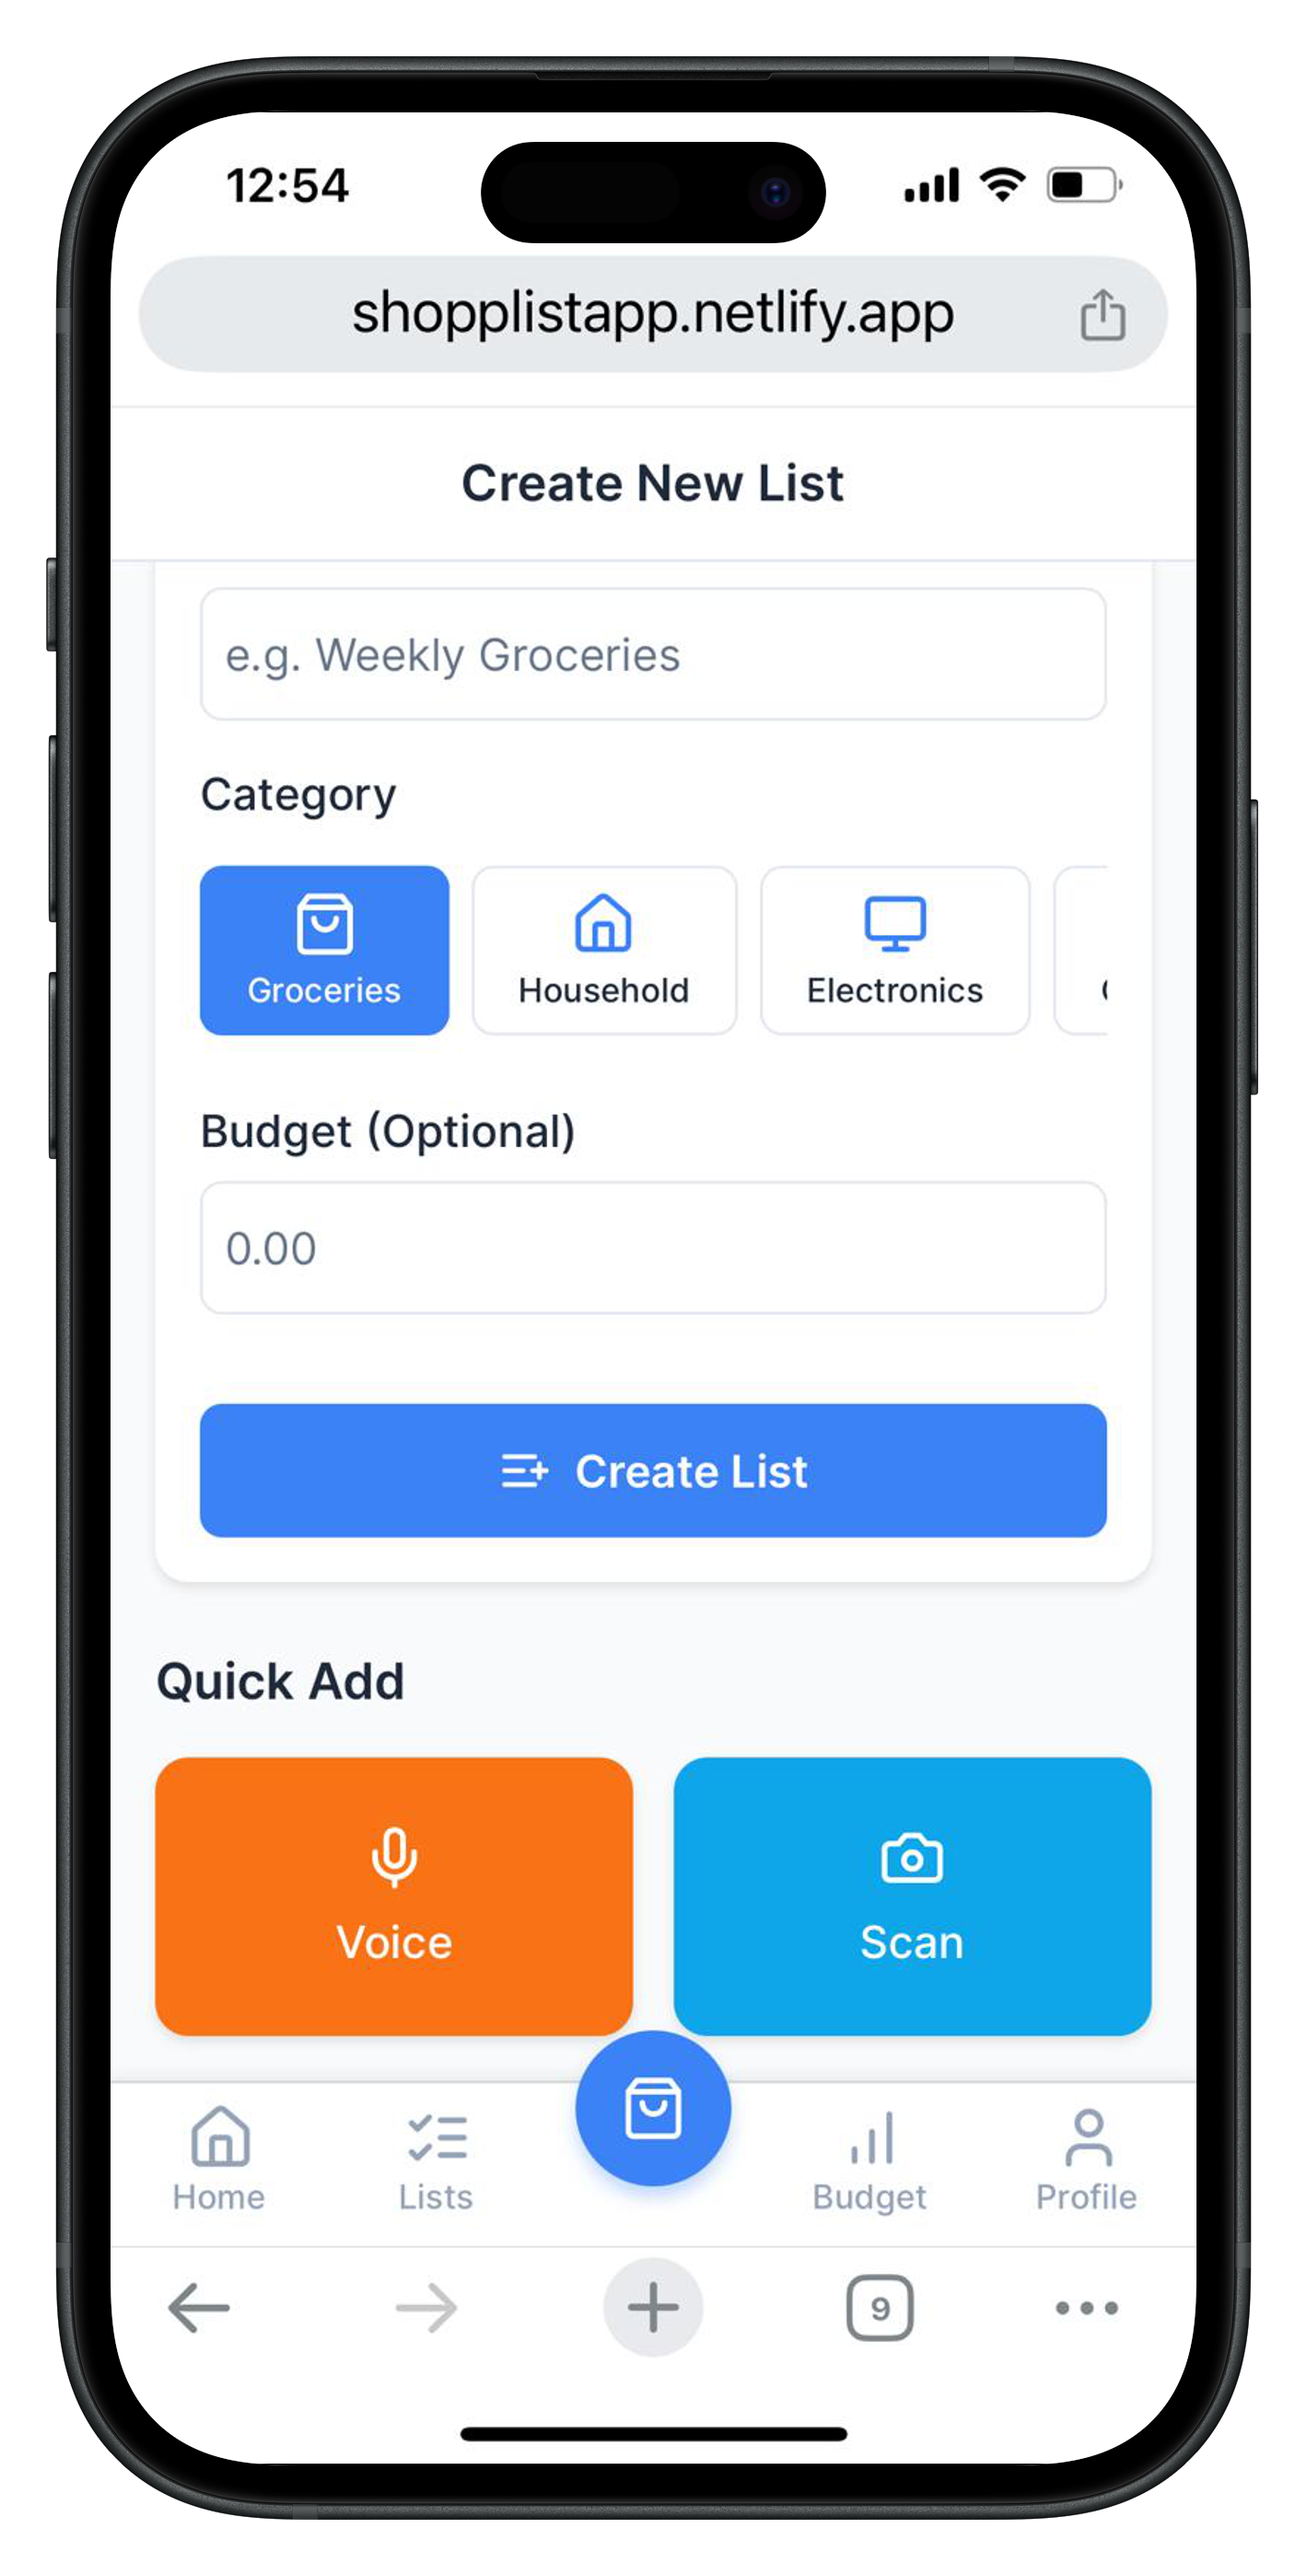 12:54
shopplistapp.netlify.app
Create New List
e.g. Weekly Groceries
Category
Groceries Household Electronics
Budget (Optional)
0.00
Create List
Quick Add
Voice Scan
Home Lists Budget Profile
9